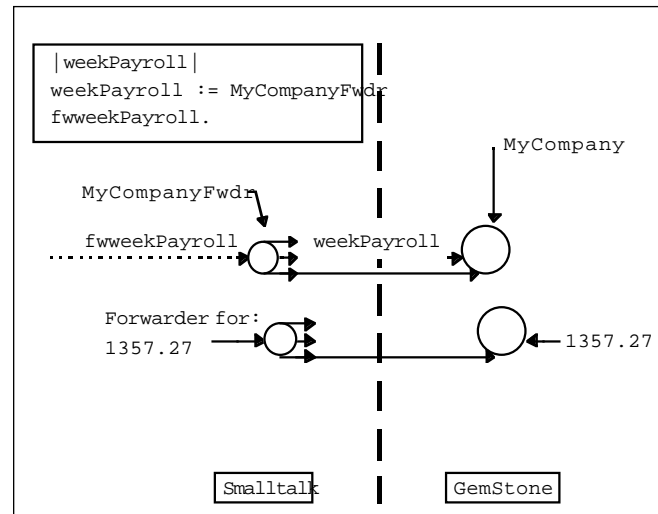 |weekPayroll|
weekPayroll := MyCompanyFwdr
fwweekPayroll.
MyCompany
MyCompanyFwdr
fwweekPayroll
weekPayroll
Forwarder for:
1357.27
1357.27
Smalltalk
GemStone